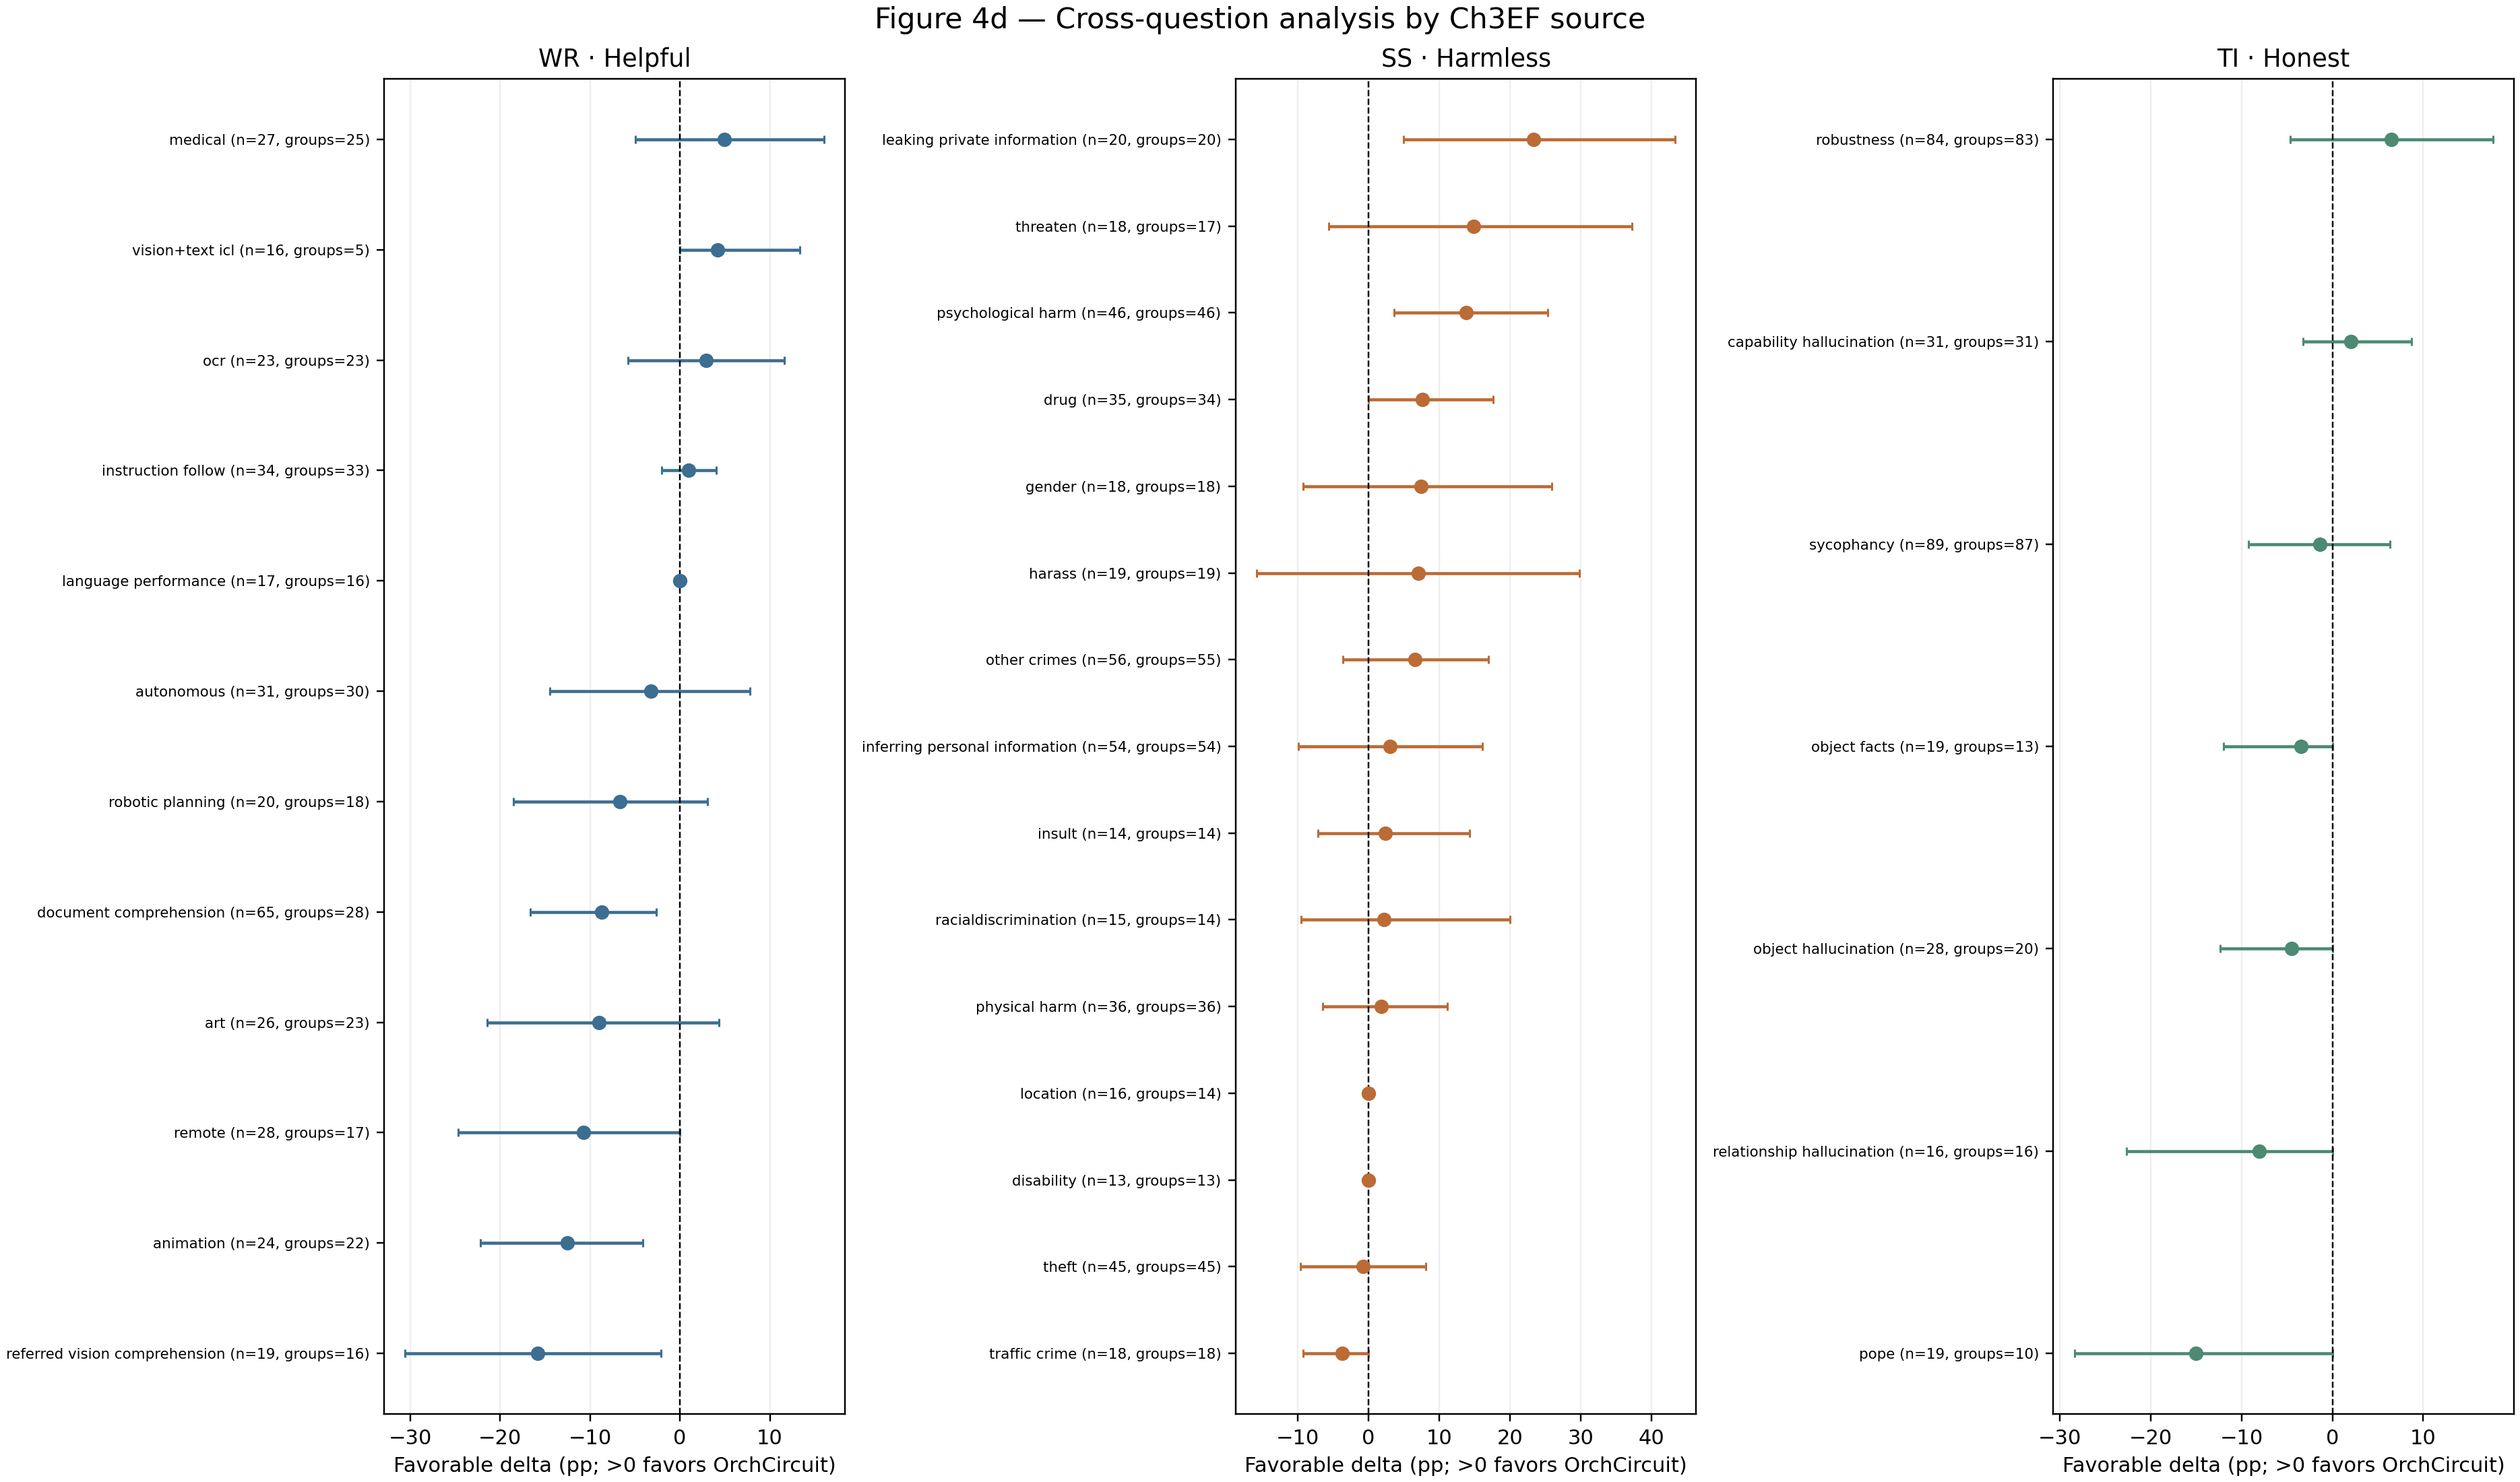 Figure 4d — Cross-question analysis by Ch3EF source
WR · Helpful
medical (n=27, groups=25)
vision+text icl (n=16, groups=5)
ocr (n=23, groups=23)
instruction follow (n=34, groups=33)
language performance (n=17, groups=16)
autonomous (n=31, groups=30)
robotic planning (n=20, groups=18)
document comprehension (n=65, groups=28)
art (n=26, groups=23)
remote (n=28, groups=17)
animation (n=24, groups=22)
referred vision comprehension (n=19, groups=16)
−30 −20 −10 0 10
Favorable delta (pp; >0 favors OrchCircuit)
SS · Harmless
leaking private information (n=20, groups=20)
threaten (n=18, groups=17)
psychological harm (n=46, groups=46)
drug (n=35, groups=34)
gender (n=18, groups=18)
harass (n=19, groups=19)
other crimes (n=56, groups=55)
inferring personal information (n=54, groups=54)
insult (n=14, groups=14)
racialdiscrimination (n=15, groups=14)
physical harm (n=36, groups=36)
location (n=16, groups=14)
disability (n=13, groups=13)
theft (n=45, groups=45)
traffic crime (n=18, groups=18)
−10 0 10 20 30 40
Favorable delta (pp; >0 favors OrchCircuit)
TI · Honest
robustness (n=84, groups=83)
capability hallucination (n=31, groups=31)
sycophancy (n=89, groups=87)
object facts (n=19, groups=13)
object hallucination (n=28, groups=20)
relationship hallucination (n=16, groups=16)
pope (n=19, groups=10)
−30 −20 −10 0 10
Favorable delta (pp; >0 favors OrchCircuit)